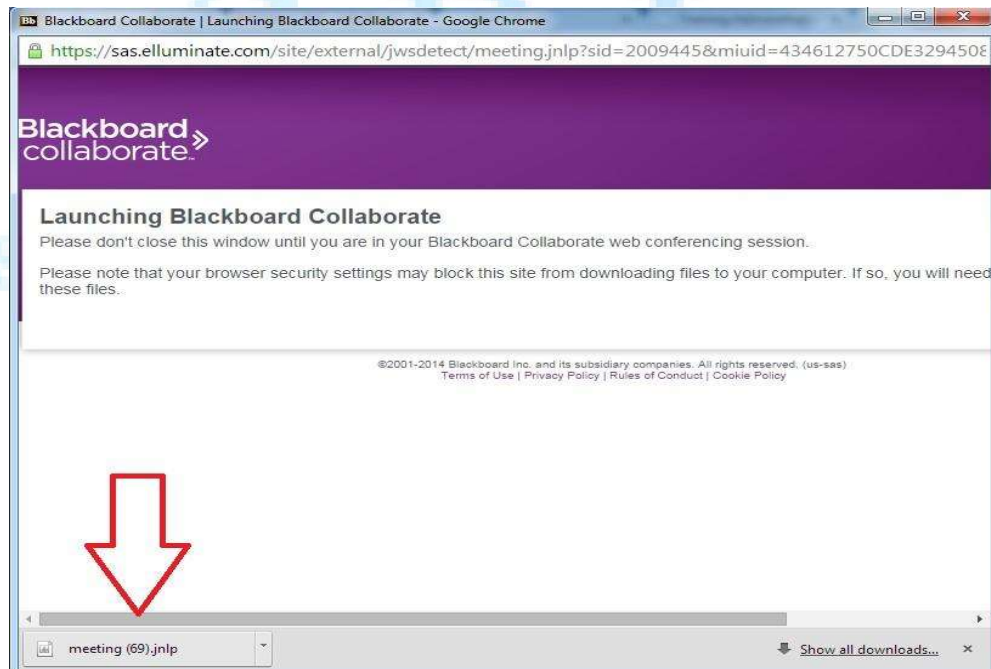 Blackboard Collaborate | Launching Blackboard Collaborate - Google Chrome
https://sas.elluminate.com/site/external/jwsdetect/meeting.jnlp?sid=2009445&miuid=434612750CDE3294508
Blackboard
collaborate
Launching Blackboard Collaborate
Please don't close this window until you are in your Blackboard Collaborate web conferencing session.
Please note that your browser security settings may block this site from downloading files to your computer. If so, you will need
these files.
©2001-2014 Blackboard Inc. and its subsidiary companies. All rights reserved. (us-sas)
Terms of Use | Privacy Policy | Rules of Conduct | Cookie Policy
meeting (69).jnlp
Show all downloads...